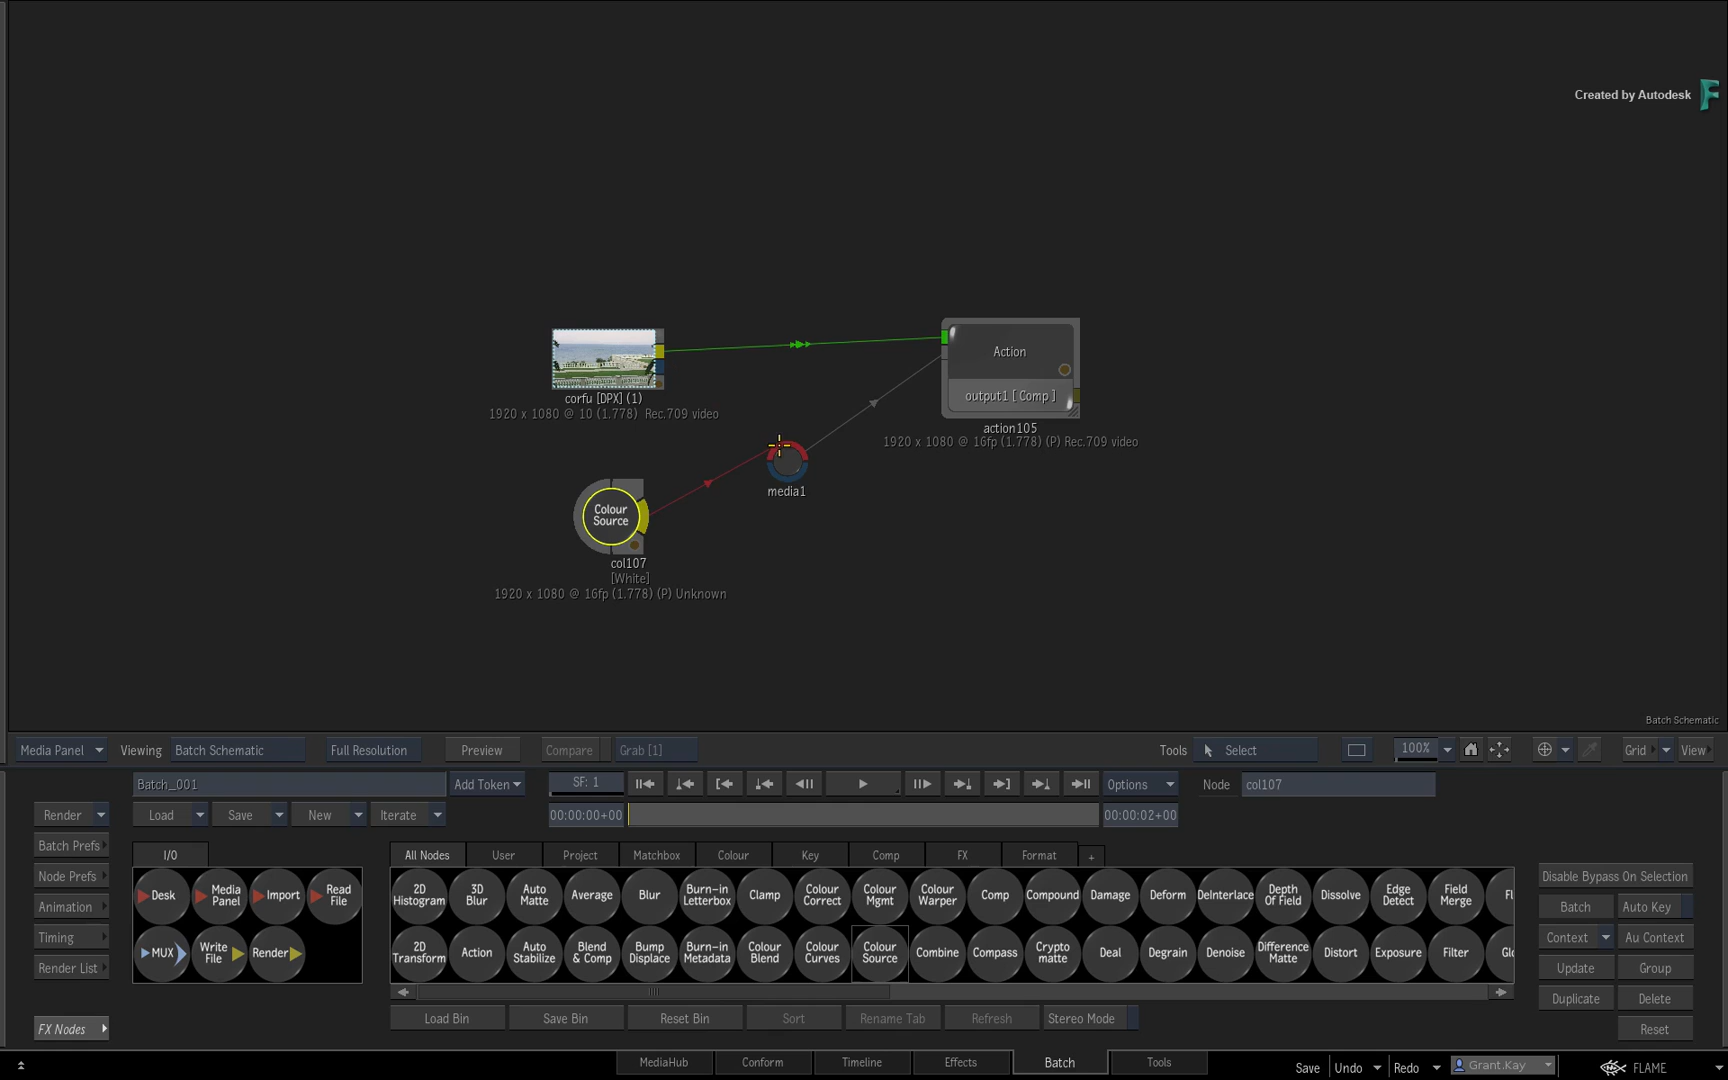 Created by Autodesk
Action
output1 [ Comp ]
corfu [DPX] (1)
1920 x 1080 @ 10 (1.778) Rec.709 video
action105
1920 x 1080 @ 16fp (1.778) (P) Rec.709 video
media1
Colour
Source
col107
[White]
1920 x 1080 @ 16fp (1.778) (P) Unknown
Batch Schematic
Media Panel Viewing Batch Schematic Full Resolution Preview Compare Grab [1] Tools Select 100% Grid View
Batch_001 Add Token SF: 1 Options Node col107
Render Load Save New Iterate 00:00:00+00 00:00:02+00
Batch Prefs
Node Prefs
Animation
Timing
Render List
FX Nodes
I/O
Desk Media Panel Import Read File
MUX Write File Render
All Nodes User Project Matchbox Colour Key Comp FX Format +
2D Histogram 3D Blur Auto Matte Average Blur Burn-in Letterbox Clamp Colour Correct Colour Mgmt Colour Warper Comp Compound Damage Deform DeInterlace Depth Of Field Dissolve Edge Detect Field Merge Fl
2D Transform Action Auto Stabilize Blend & Comp Bump Displace Burn-in Metadata Colour Blend Colour Curves Colour Source Combine Compass Crypto matte Deal Degrain Denoise Difference Matte Distort Exposure Filter Glo
Load Bin Save Bin Reset Bin Sort Rename Tab Refresh Stereo Mode
Disable Bypass On Selection
Batch Auto Key
Context Au Context
Update Group
Duplicate Delete
Reset
MediaHub Conform Timeline Effects Batch Tools Save Undo Redo Grant.Kay FLAME